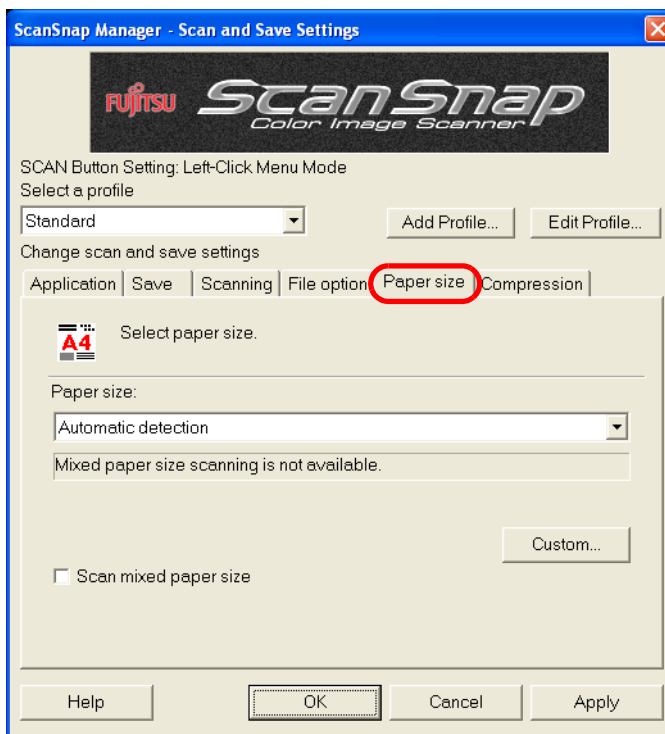 ScanSnap Manager - Scan and Save Settings
FUJITSU ScanSnap
Color Image Scanner
SCAN Button Setting: Left-Click Menu Mode
Select a profile
Standard Add Profile... Edit Profile...
Change scan and save settings
Application Save Scanning File option Paper size Compression
A4 Select paper size.
Paper size:
Automatic detection
Mixed paper size scanning is not available.
Custom...
Scan mixed paper size
Help OK Cancel Apply